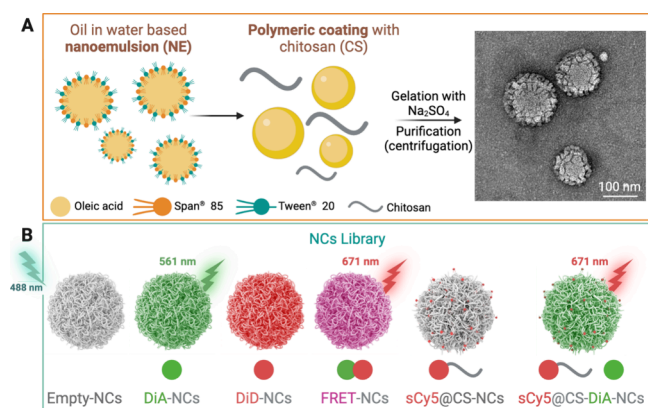 A
Oil in water based
nanoemulsion (NE)
Polymeric coating with
chitosan (CS)
Gelation with
Na₂SO₄
Purification
(centrifugation)
100 nm
Oleic acid
Span® 85
Tween® 20
Chitosan
B
NCs Library
488 nm
561 nm
671 nm
671 nm
Empty-NCs
DiA-NCs
DiD-NCs
FRET-NCs
sCy5@CS-NCs
sCy5@CS-DiA-NCs